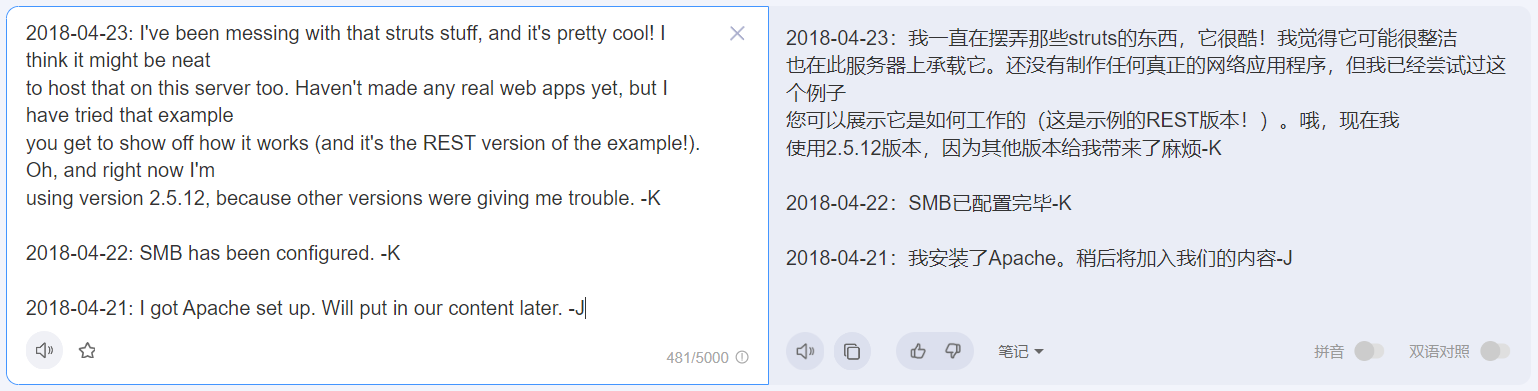 2018-04-23: I've been messing with that struts stuff, and it's pretty cool! I
think it might be neat
to host that on this server too. Haven't made any real web apps yet, but I
have tried that example
you get to show off how it works (and it's the REST version of the example!).
Oh, and right now I'm
using version 2.5.12, because other versions were giving me trouble. -K
2018-04-22: SMB has been configured. -K
2018-04-21: I got Apache set up. Will put in our content later. -J
481/5000
2018-04-23：我一直在摆弄那些struts的东西，它很酷！我觉得它可能很整洁
也在此服务器上承载它。还没有制作任何真正的网络应用程序，但我已经尝试过这
个例子
您可以展示它是如何工作的（这是示例的REST版本！）。哦，现在我
使用2.5.12版本，因为其他版本给我带来了麻烦-K
2018-04-22：SMB已配置完毕-K
2018-04-21：我安装了Apache。稍后将加入我们的内容-J
笔记
拼音
双语对照